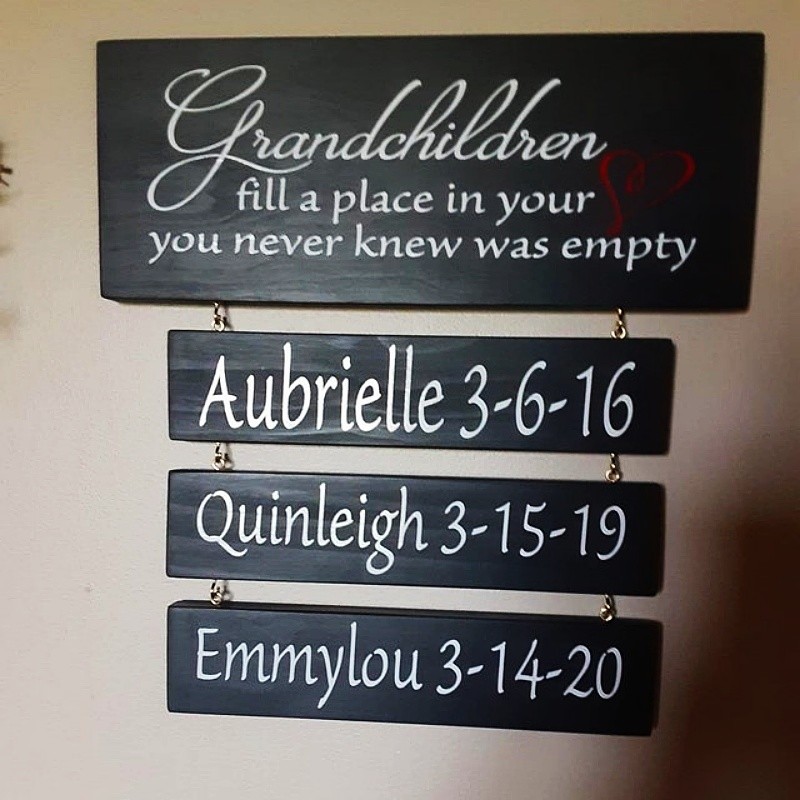 Grandchildren
fill a place in your
you never knew was empty
Aubrielle 3-6-16
Quinleigh 3-15-19
Emmylou 3-14-20